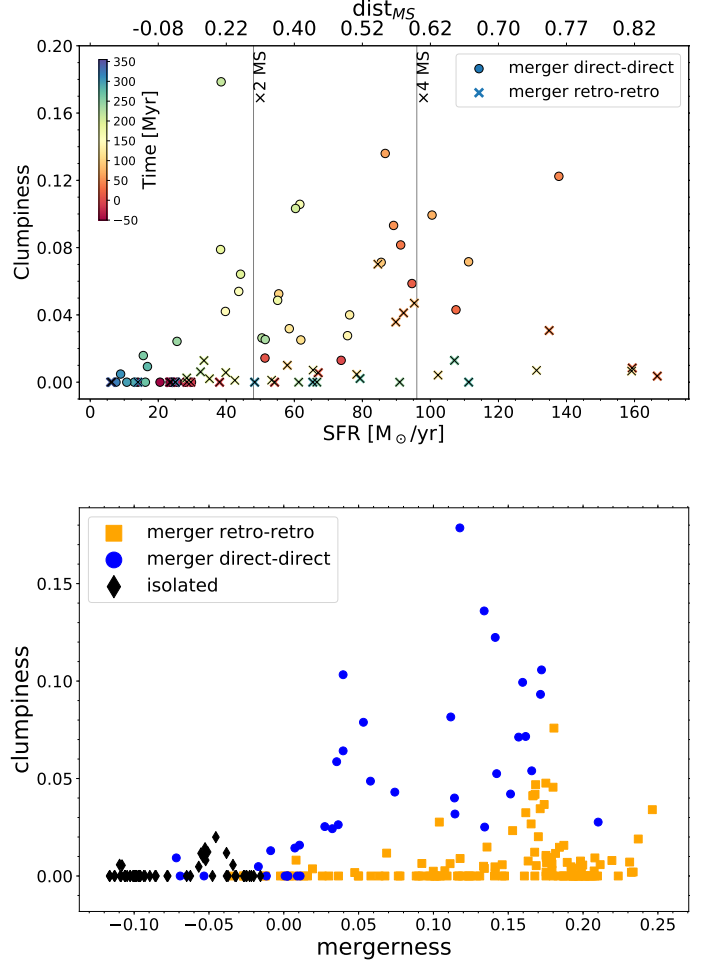 dist_MS
-0.08 0.22 0.40 0.52 0.62 0.70 0.77 0.82
0.20
0.16
0.12
0.08
0.04
0.00
Clumpiness
350
300
250
200
150
100
50
0
−50
Time [Myr]
×2 MS
×4 MS
merger direct-direct
merger retro-retro
0 20 40 60 80 100 120 140 160
SFR [M⊙/yr]
merger retro-retro
merger direct-direct
isolated
0.15
0.10
0.05
0.00
clumpiness
−0.10 −0.05 0.00 0.05 0.10 0.15 0.20 0.25
mergerness